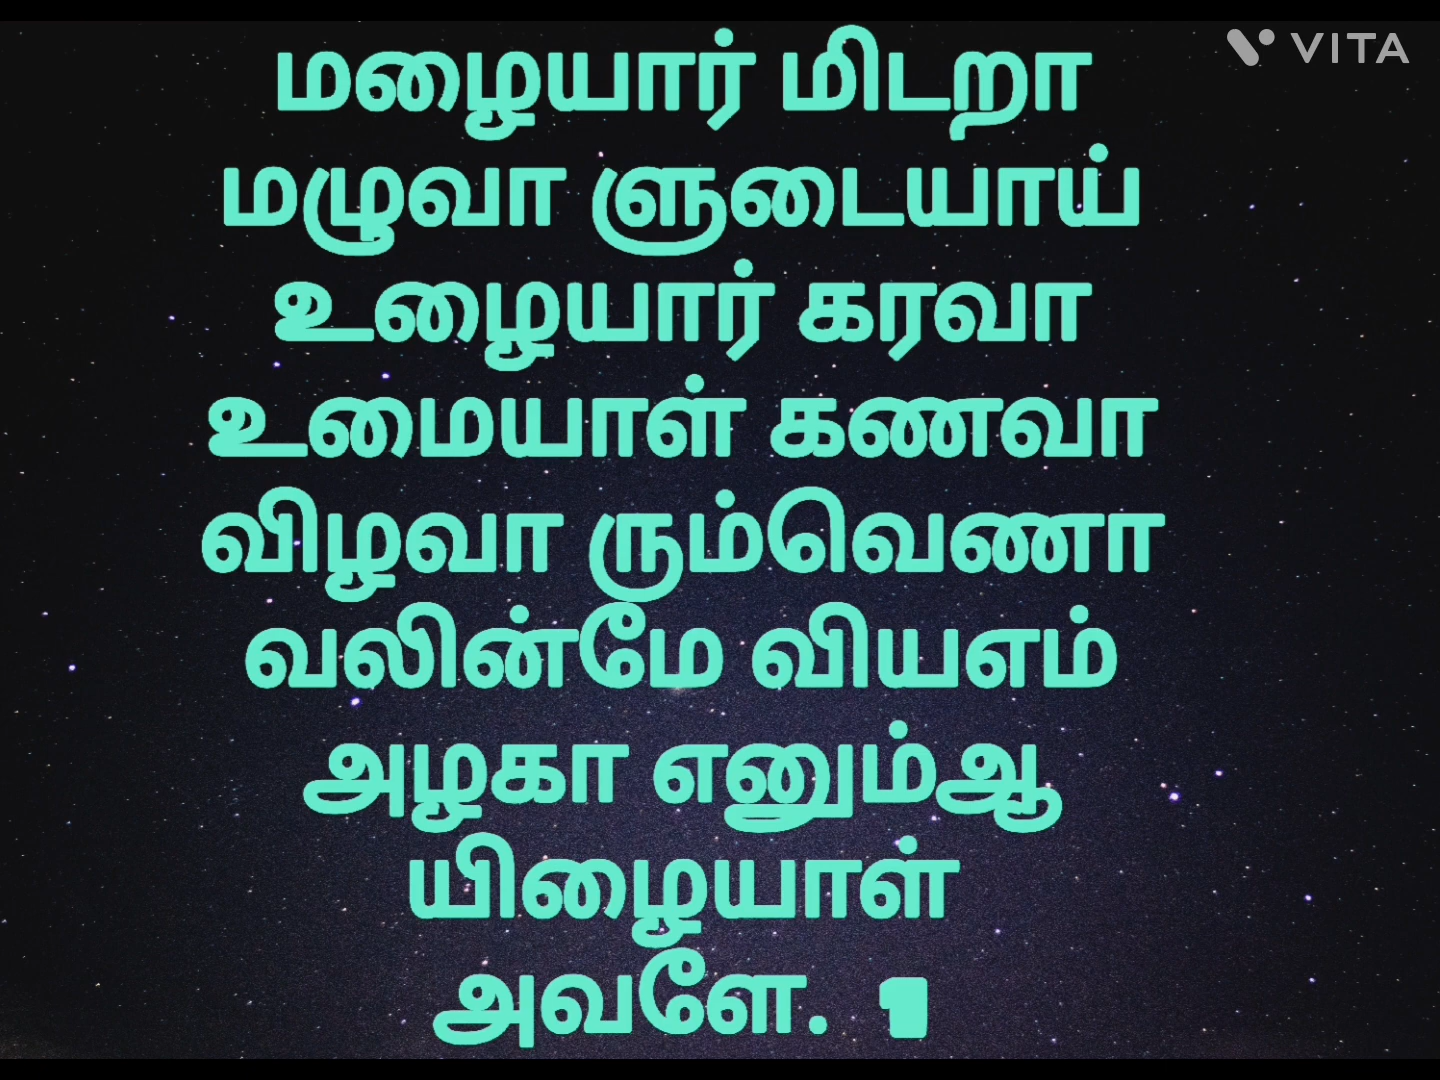 VITA
மழையார் மிடறா
மழுவா ளுடையாய்
உழையார் கரவா
உமையாள் கணவா
விழவா ரும்வெணா
வலின்மே வியஎம்
அழகா எனும்ஆ
யிழையாள்
அவளே. 1